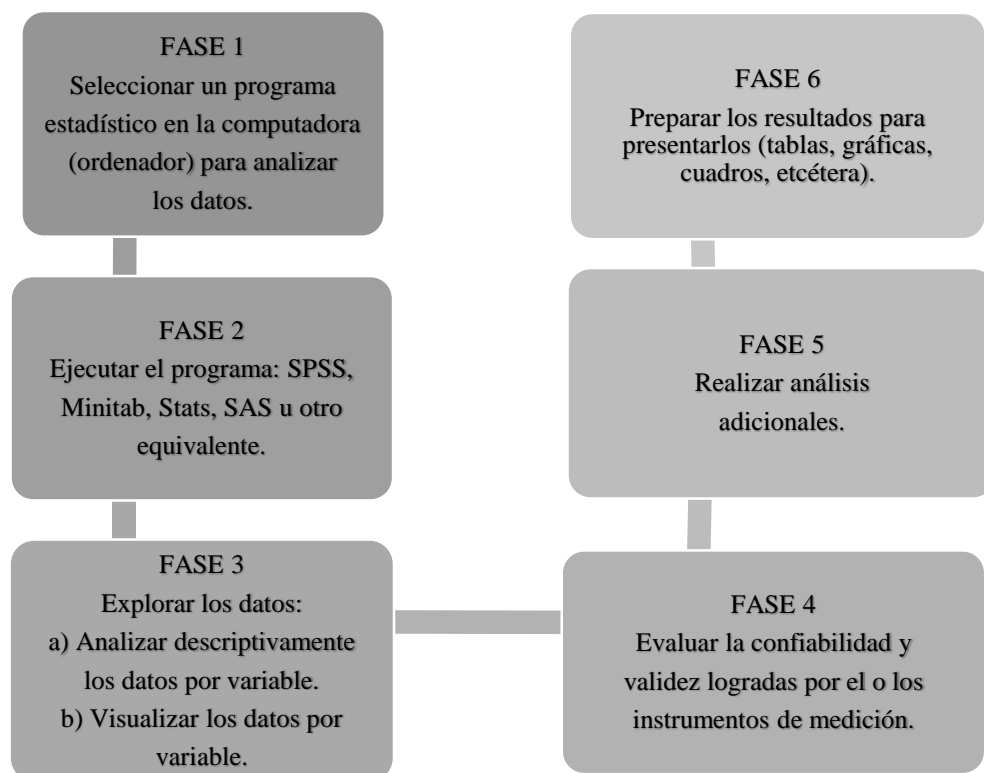 FASE 1
Seleccionar un programa
estadístico en la computadora
(ordenador) para analizar
los datos.
FASE 2
Ejecutar el programa: SPSS,
Minitab, Stats, SAS u otro
equivalente.
FASE 3
Explorar los datos:
a) Analizar descriptivamente
los datos por variable.
b) Visualizar los datos por
variable.
FASE 4
Evaluar la confiabilidad y
validez logradas por el o los
instrumentos de medición.
FASE 5
Realizar análisis
adicionales.
FASE 6
Preparar los resultados para
presentarlos (tablas, gráficas,
cuadros, etcétera).